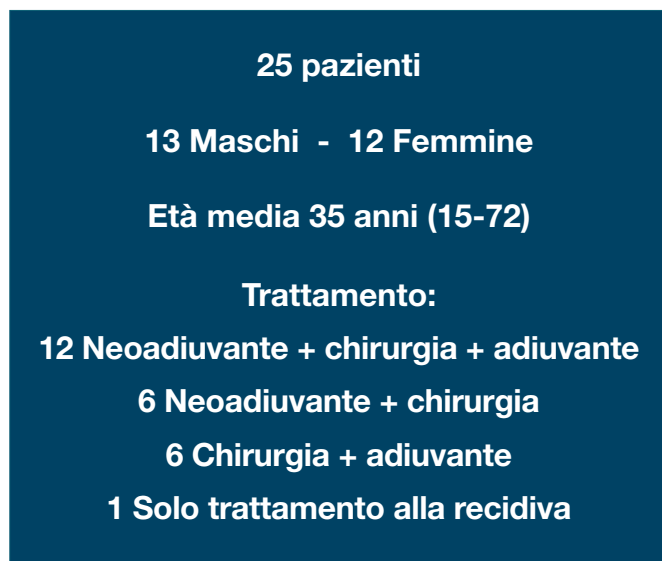 25 pazienti
13 Maschi - 12 Femmine
Età media 35 anni (15-72)
Trattamento:
12 Neoadiuvante + chirurgia + adiuvante
6 Neoadiuvante + chirurgia
6 Chirurgia + adiuvante
1 Solo trattamento alla recidiva